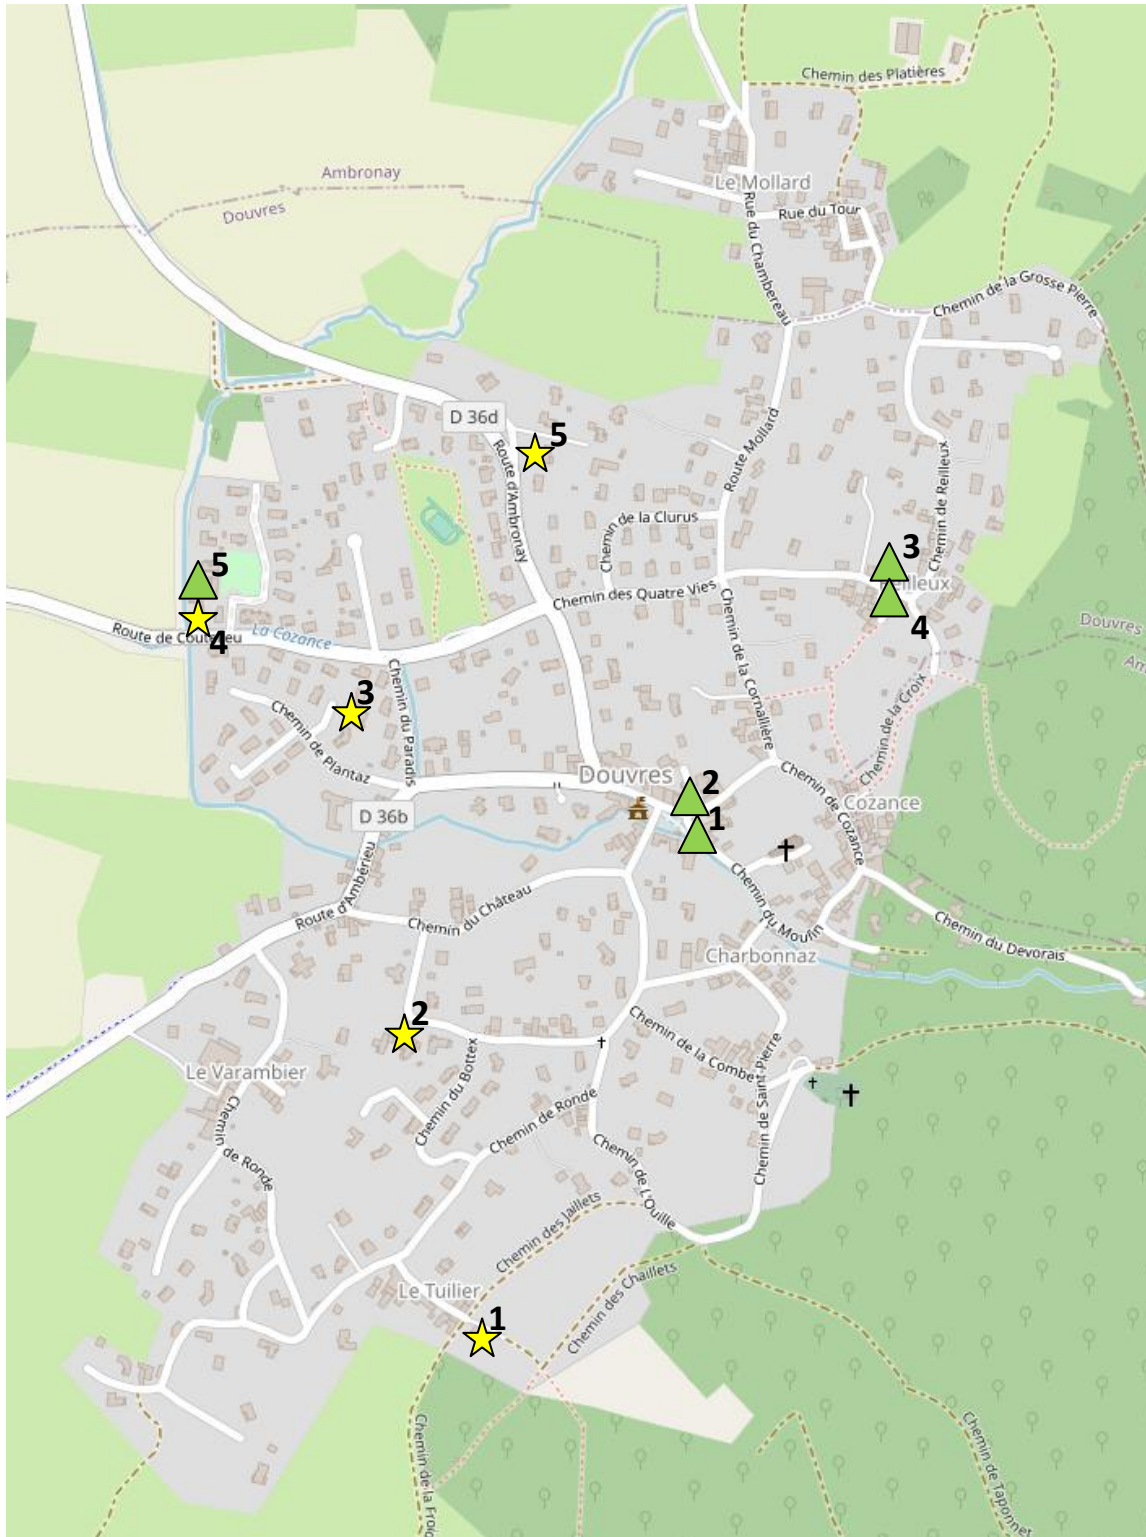 Chemin des Platières
Ambronay
Douvres
Le Mollard
Rue du Tour
Rue du Chambereau
Chemin de la Grosse Pierre
D 36d
5
Route d'Ambronay
Route Mollard
Chemin de Reilleux
Chemin de la Clurus
3
5
Chemin des Quatre Vies
eilleux
4
Route de Coutelieu
La Cozance
4
Douvres
Am
3
Chemin du Paradis
Chemin de la Cornallière
Chemin de la Croix
Chemin de Plantaz
Douvres
2
Chemin de Cozance
Cozance
D 36b
1
Route d'Ambérieu
Chemin du Château
Chemin du Moulin
Chemin du Devorais
Charbonnaz
2
Chemin de la Combe
Chemin de Saint-Pierre
Le Varambier
Chemin du Bottex
Chemin de Ronde
Chemin de Ronde
Chemin de L'Ouille
Chemin des Jaillets
Chemin des Chaillets
Le Tuilier
1
Chemin de la Froid
Chemin de Taponnet